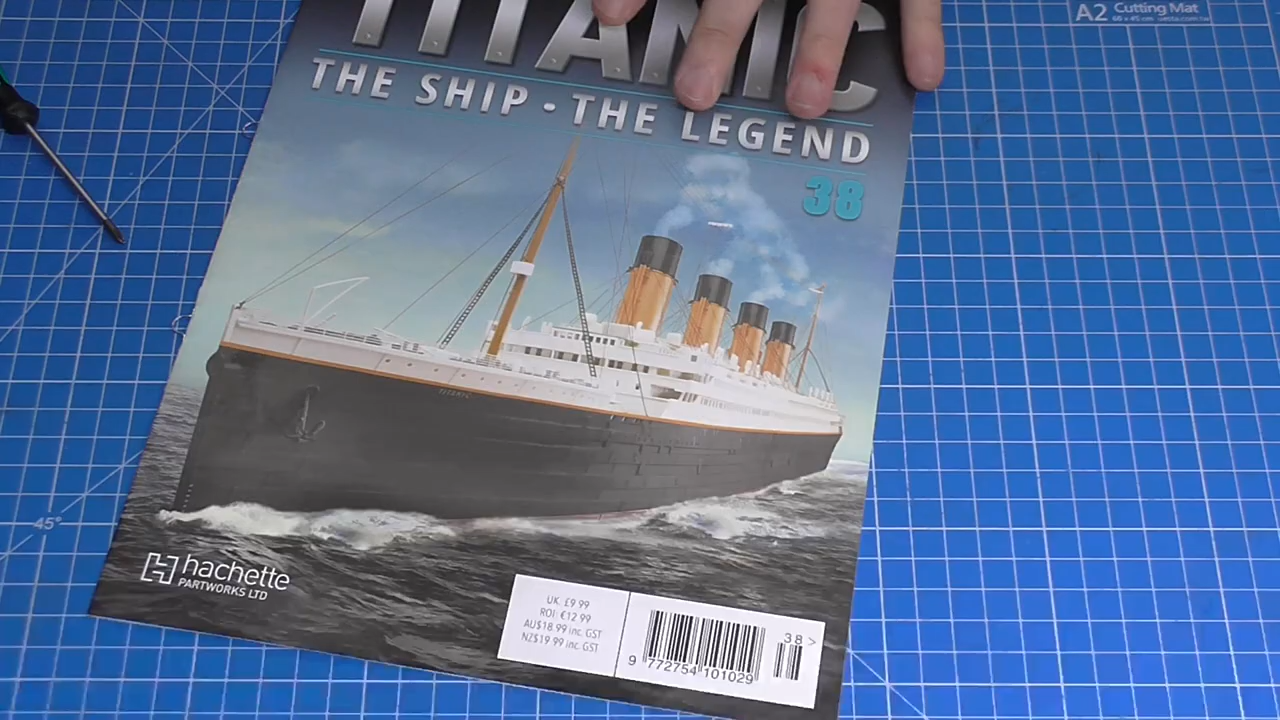 TITANIC
THE SHIP • THE LEGEND
38
A2 Cutting Mat
45°
TITANIC
hachette
PARTWORKS LTD
UK: £9.99
ROI: €12.99
AU$18.99 inc. GST
NZ$19.99 inc. GST
38 >
9 772754 101029